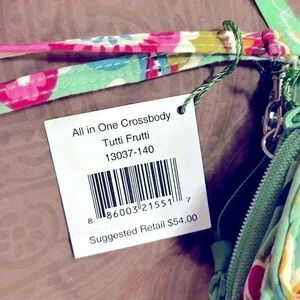 All in One Crossbody
Tutti Frutti
13037-140
8 86003 21551 7
Suggested Retail $54.00